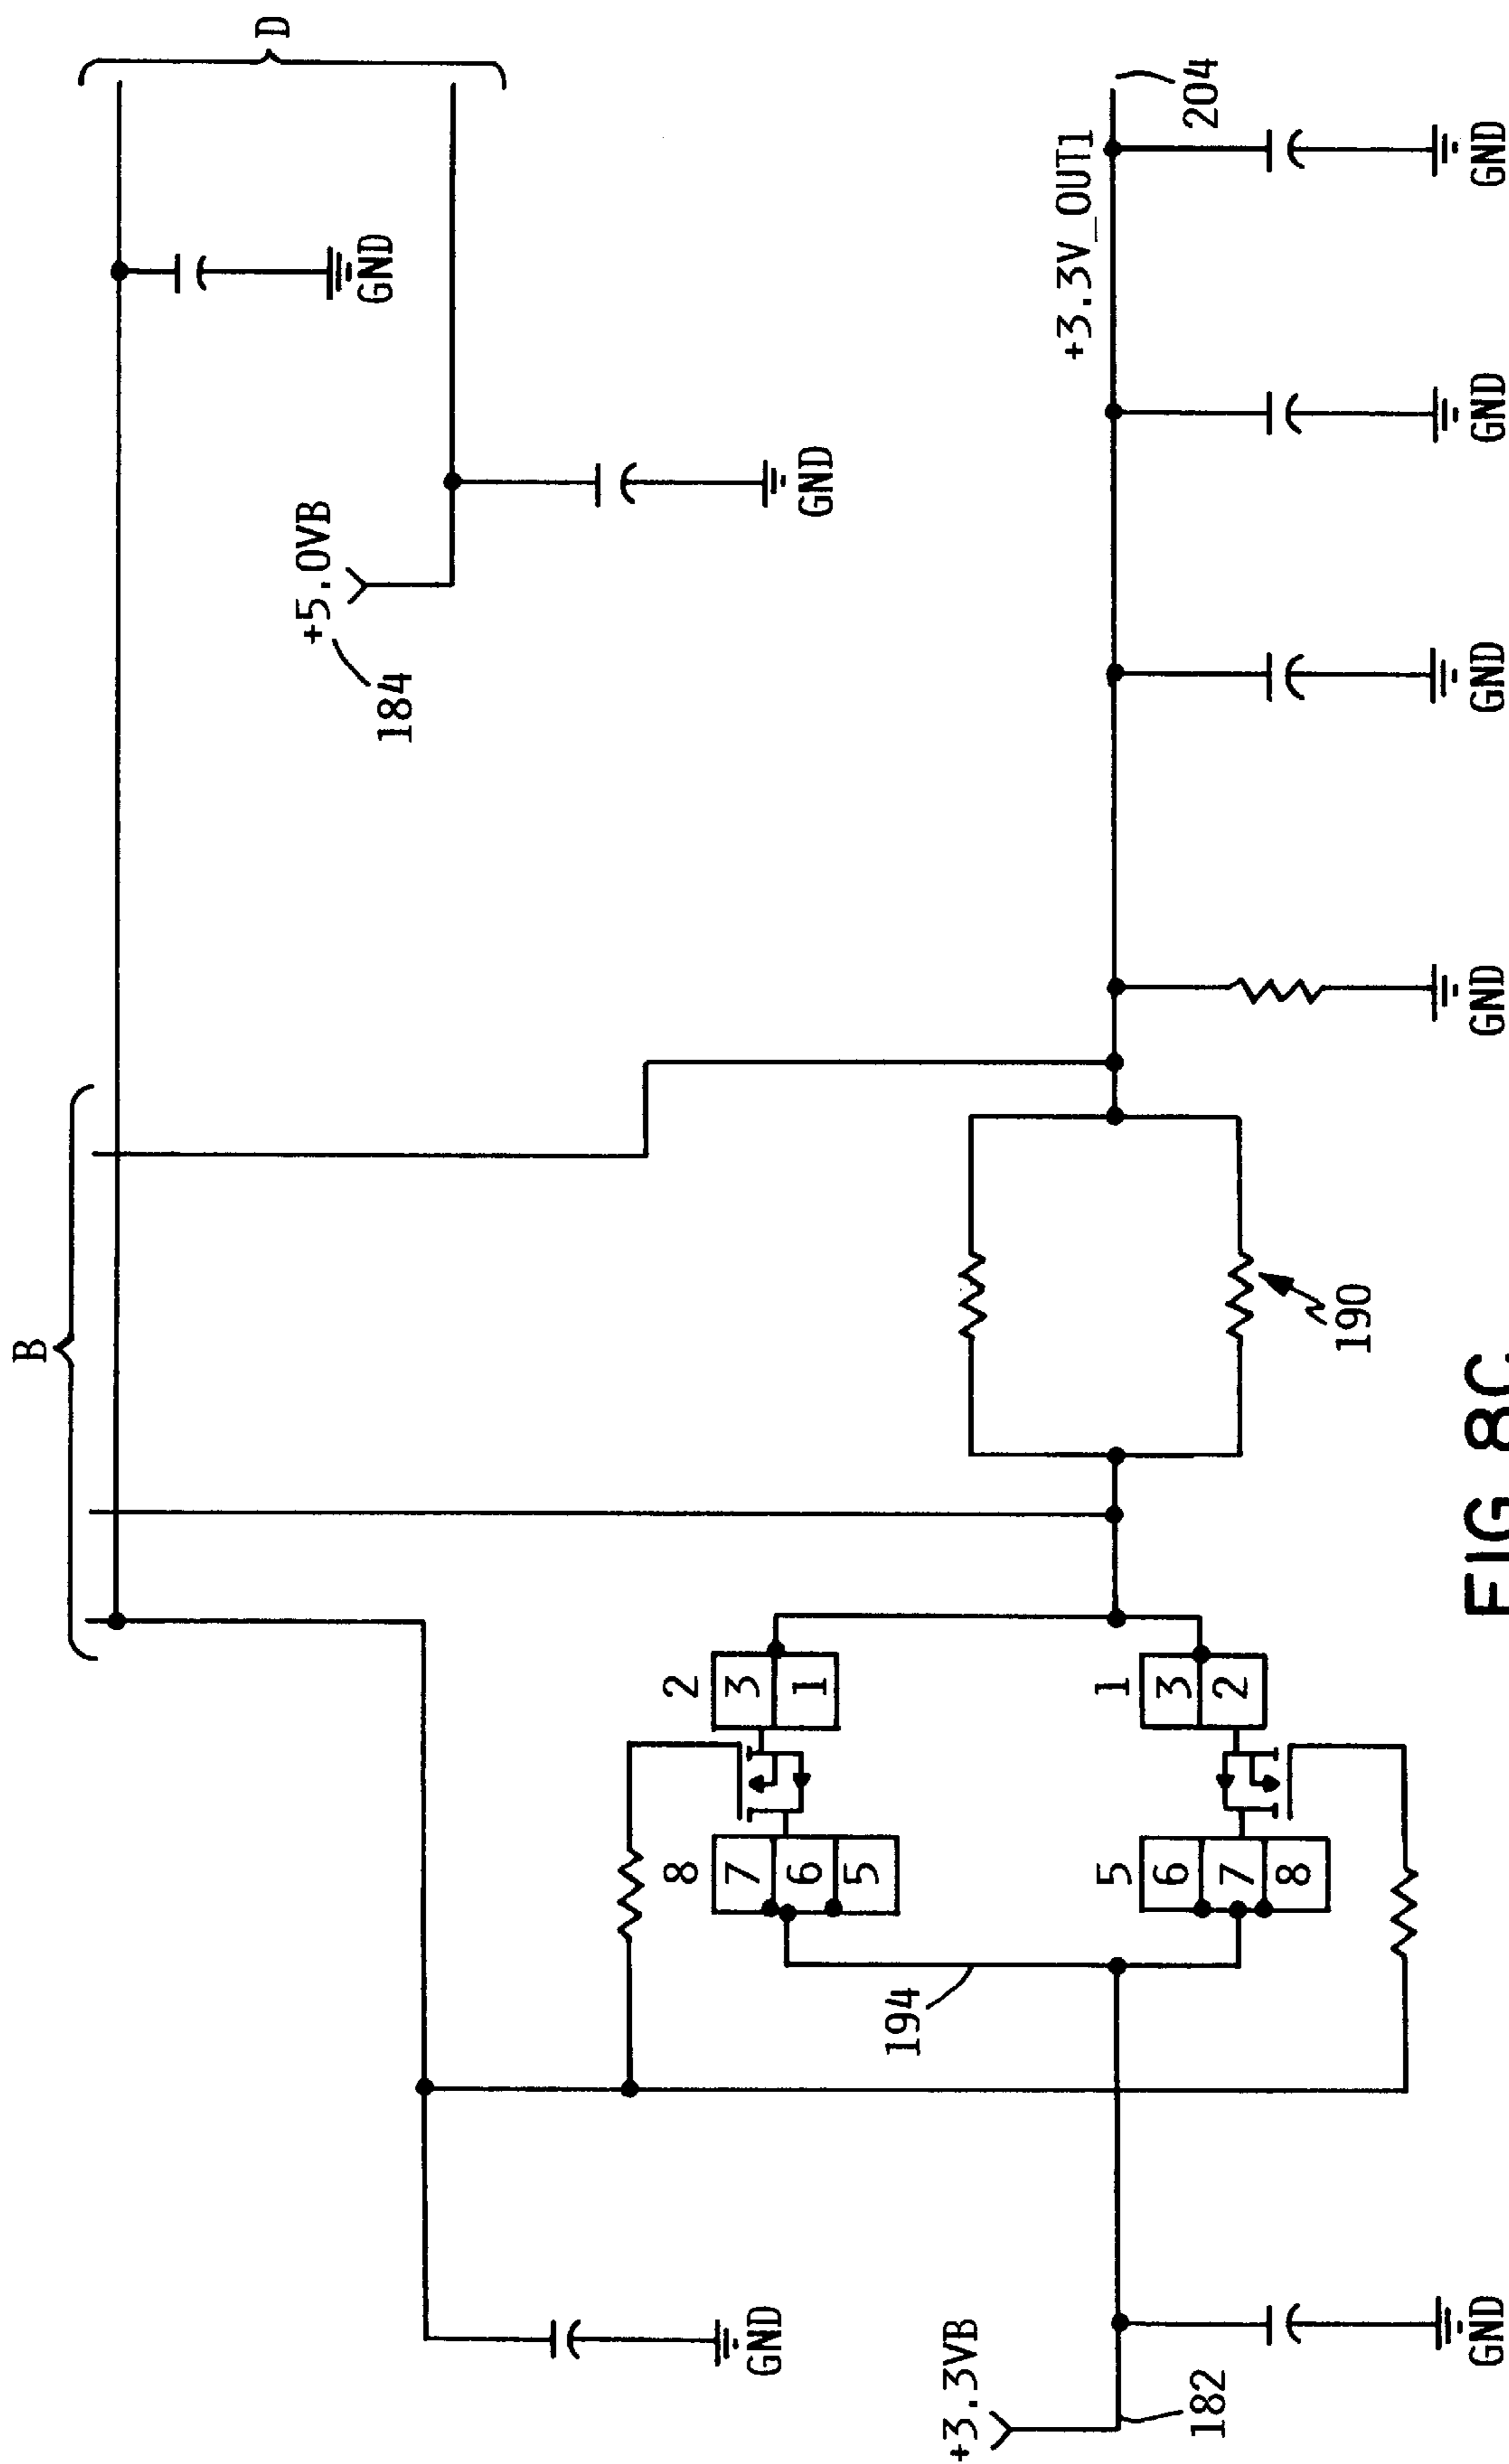 B
D
GND
+5.0VB
184
GND
+3.3V_OUT1
204
GND
GND
GND
GND
190
2
3
1
8
7
6
5
1
3
2
5
6
7
8
194
GND
+3.3VB
182
GND
FIG. 8C